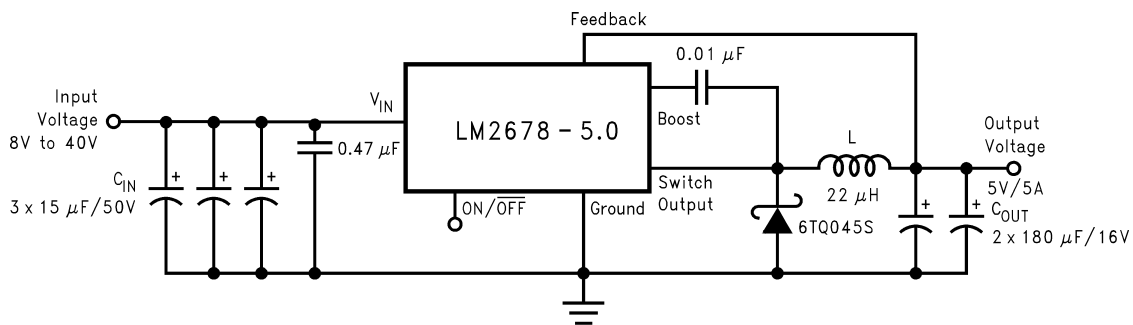 Feedback
0.01 μF
Input
Voltage
8V to 40V
V_IN
LM2678 – 5.0
Boost
Output
Voltage
L
0.47 μF
C_IN
3 x 15 μF/50V
ON/O̅F̅F̅
Ground
Switch
Output
22 μH
5V/5A
6TQ045S
C_OUT
2 x 180 μF/16V
+
+
+
+
+